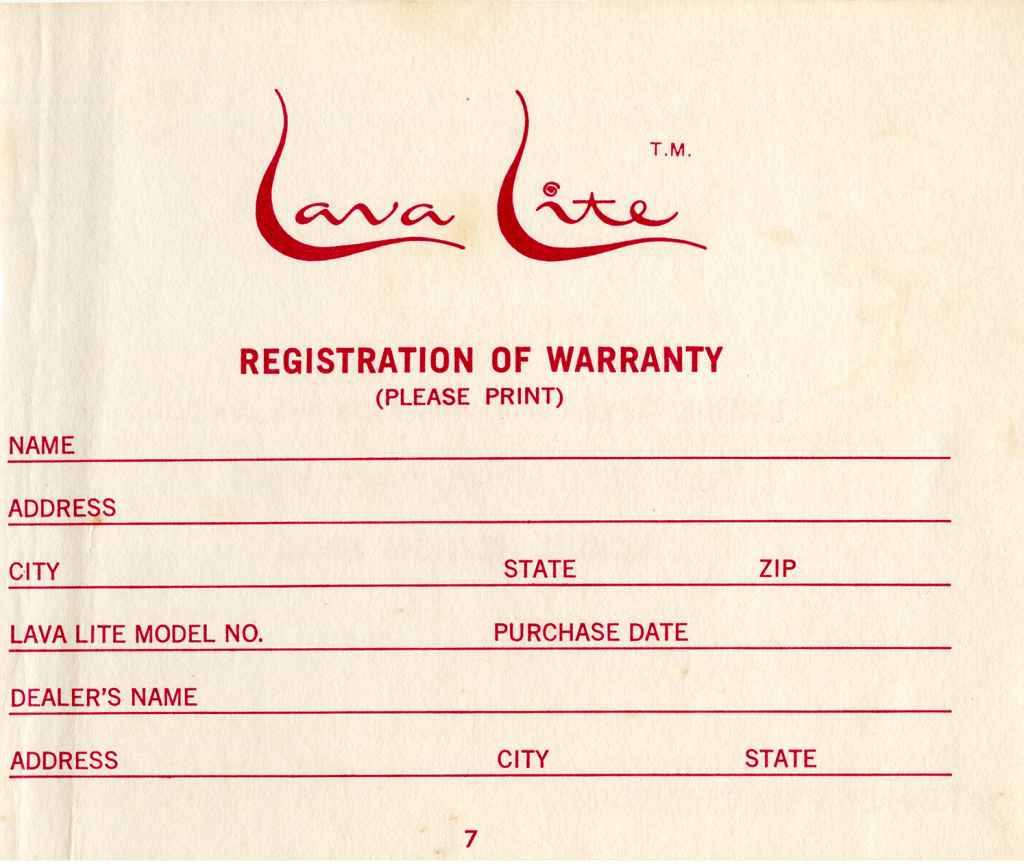 Lava Lite T.M.
REGISTRATION OF WARRANTY
(PLEASE PRINT)
NAME
ADDRESS
CITY STATE ZIP
LAVA LITE MODEL NO. PURCHASE DATE
DEALER'S NAME
ADDRESS CITY STATE
7